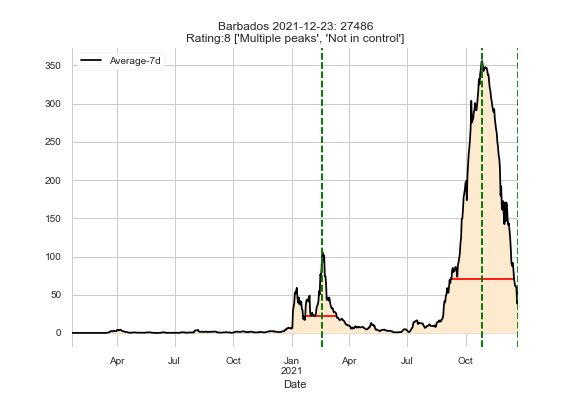 Barbados 2021-12-23: 27486
Rating:8 ['Multiple peaks', 'Not in control']
Average-7d
350
300
250
200
150
100
50
0
Apr Jul Oct Jan Apr Jul Oct
2021
Date